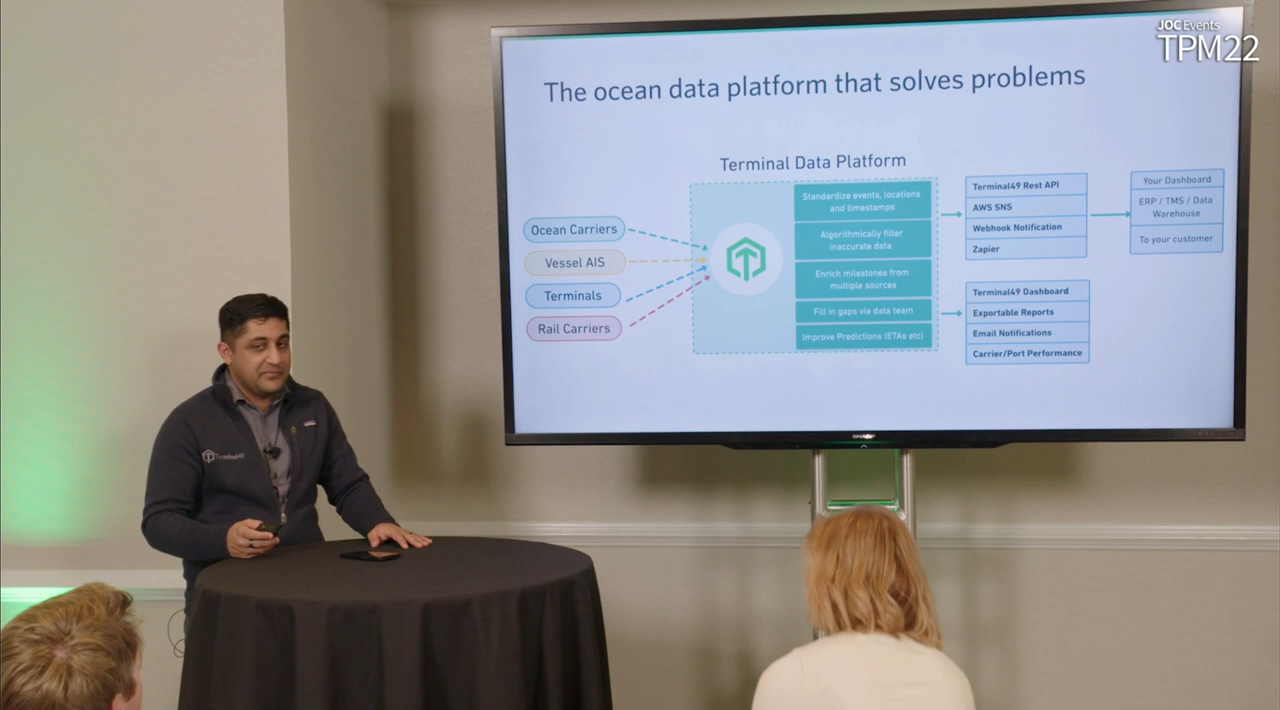 JOC Events
TPM22
The ocean data platform that solves problems
Terminal Data Platform
Ocean Carriers
Vessel AIS
Terminals
Rail Carriers
Standardize events, locations
and timestamps
Algorithmically filter
inaccurate data
Enrich milestones from
multiple sources
Fill in gaps via data team
Improve Predictions (ETAs etc)
Terminal49 Rest API
AWS SNS
Webhook Notification
Zapier
Terminal49 Dashboard
Exportable Reports
Email Notifications
Carrier/Port Performance
Your Dashboard
ERP / TMS / Data
Warehouse
To your customer
SHARP
Terminal49